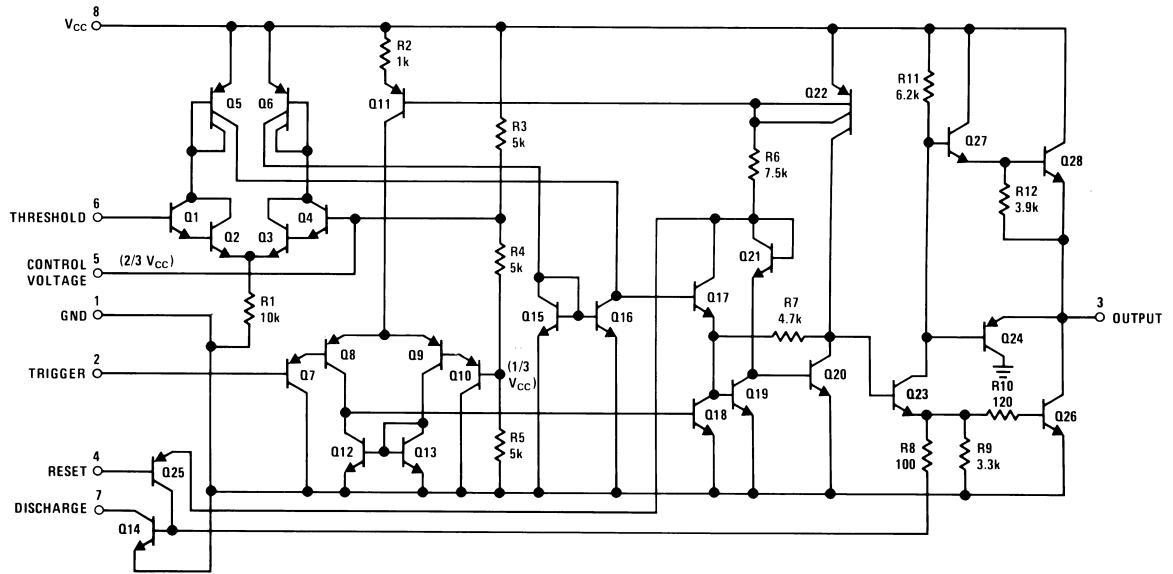 8
VCC
R2
1k
Q5
Q6
Q11
Q22
R11
6.2k
Q27
Q28
R3
5k
R6
7.5k
R12
3.9k
6
THRESHOLD
Q1
Q2
Q3
Q4
5
CONTROL
VOLTAGE
(2/3 VCC)
R4
5k
Q21
1
GND
R1
10k
Q15
Q16
Q17
R7
4.7k
3
OUTPUT
Q24
2
TRIGGER
Q7
Q8
Q9
Q10
(1/3
VCC)
Q18
Q19
Q20
Q23
R10
120
Q26
4
RESET
Q25
Q12
Q13
R5
5k
R8
100
R9
3.3k
7
DISCHARGE
Q14